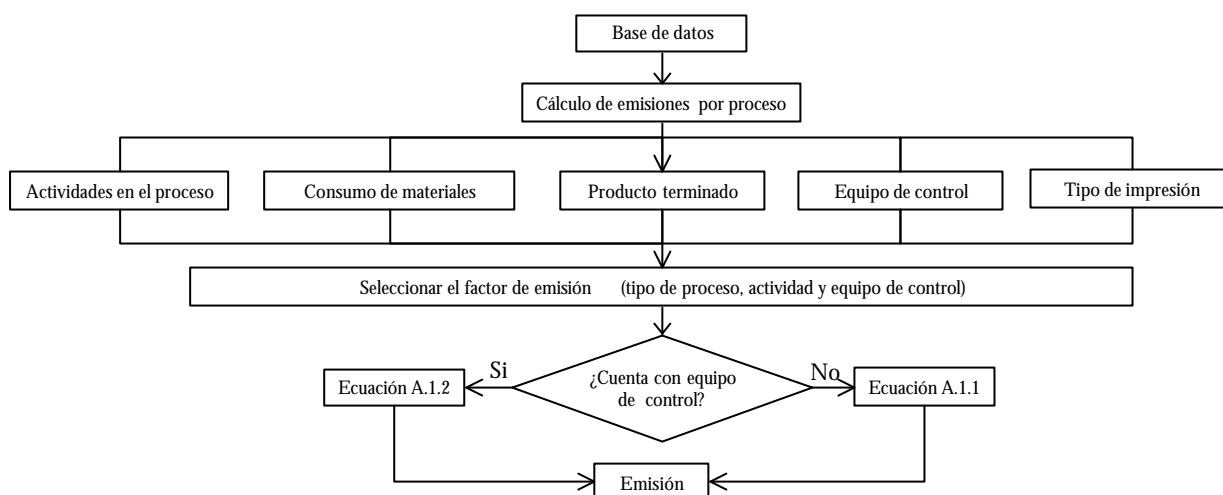 Base de datos
Cálculo de emisiones por proceso
Actividades en el proceso
Consumo de materiales
Producto terminado
Equipo de control
Tipo de impresión
Seleccionar el factor de emisión (tipo de proceso, actividad y equipo de control)
Si
¿Cuenta con equipo
de control?
No
Ecuación A.1.2
Ecuación A.1.1
Emisión